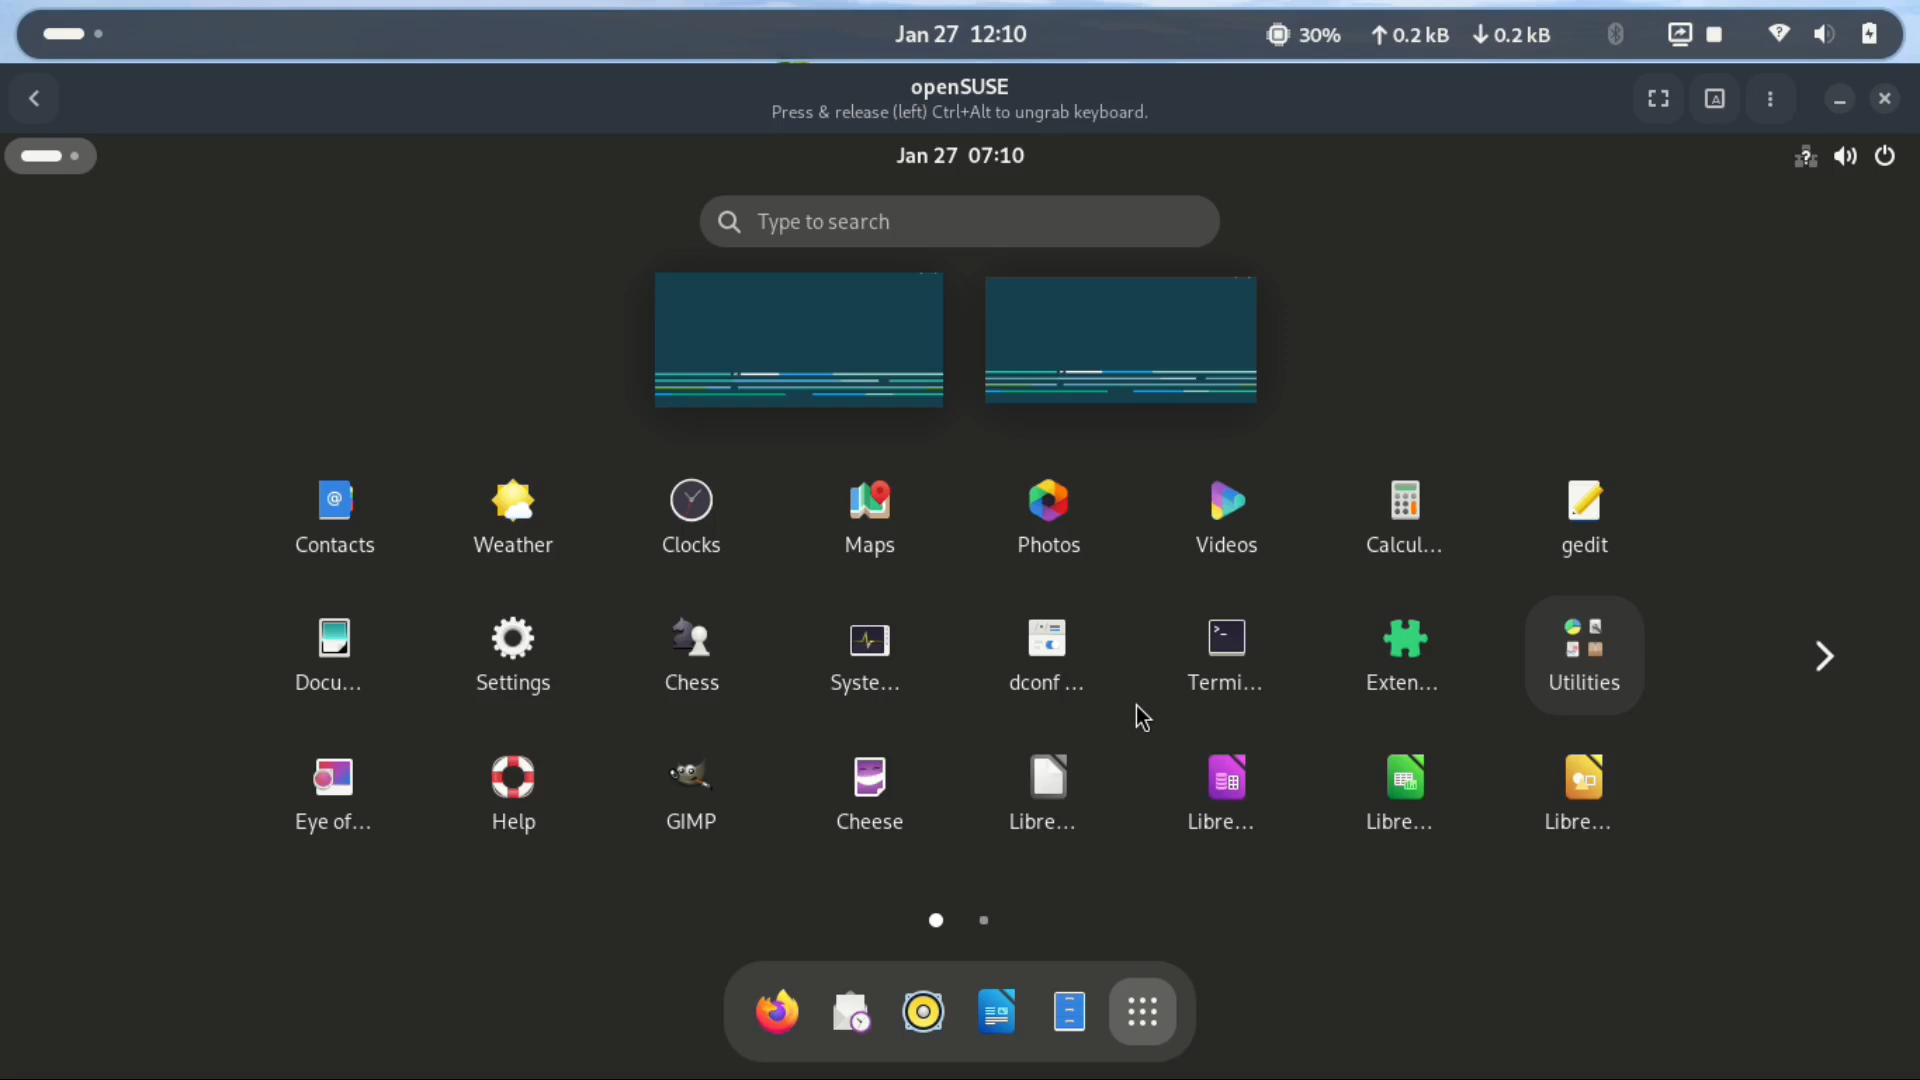 Jan 27 12:10
30%
0.2 kB
0.2 kB
openSUSE
Press & release (left) Ctrl+Alt to ungrab keyboard.
Jan 27 07:10
Type to search
Contacts
Weather
Clocks
Maps
Photos
Videos
Calcul...
gedit
Docu...
Settings
Chess
Syste...
dconf ...
Termi...
Exten...
Utilities
Eye of...
Help
GIMP
Cheese
Libre...
Libre...
Libre...
Libre...